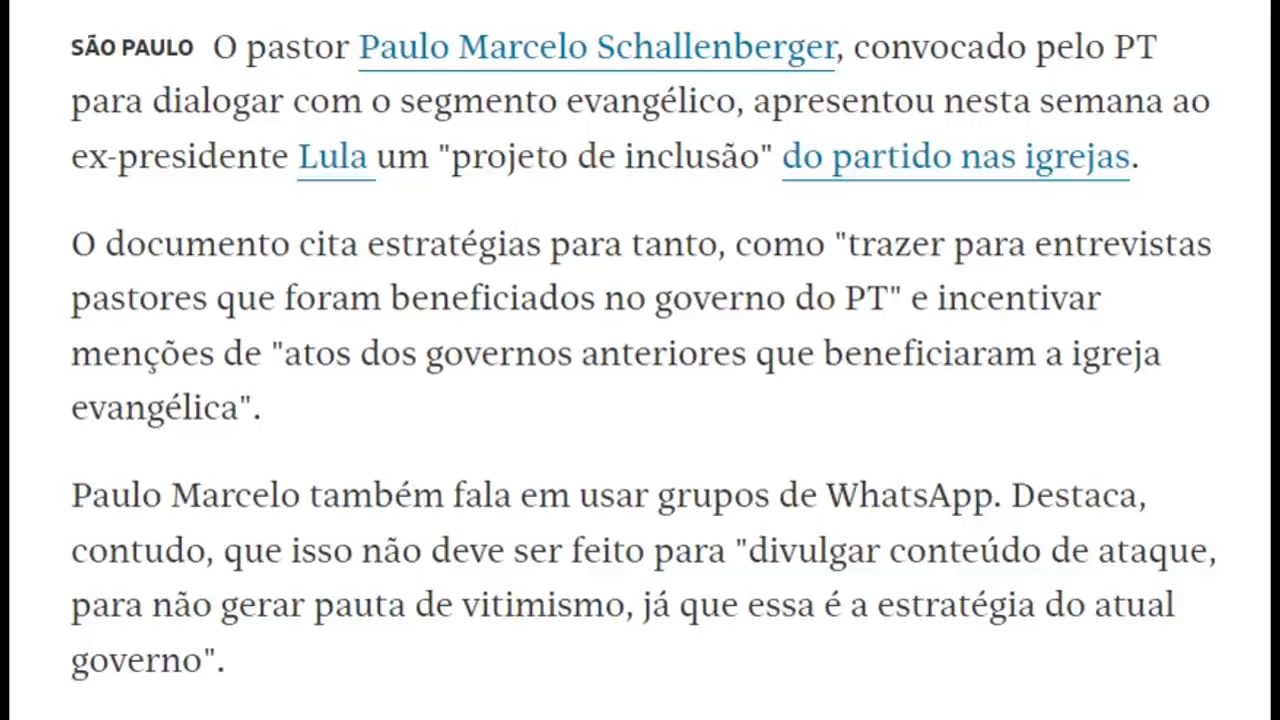 SÃO PAULO O pastor Paulo Marcelo Schallenberger, convocado pelo PT
para dialogar com o segmento evangélico, apresentou nesta semana ao
ex-presidente Lula um "projeto de inclusão" do partido nas igrejas.
O documento cita estratégias para tanto, como "trazer para entrevistas
pastores que foram beneficiados no governo do PT" e incentivar
menções de "atos dos governos anteriores que beneficiaram a igreja
evangélica".
Paulo Marcelo também fala em usar grupos de WhatsApp. Destaca,
contudo, que isso não deve ser feito para "divulgar conteúdo de ataque,
para não gerar pauta de vitimismo, já que essa é a estratégia do atual
governo".